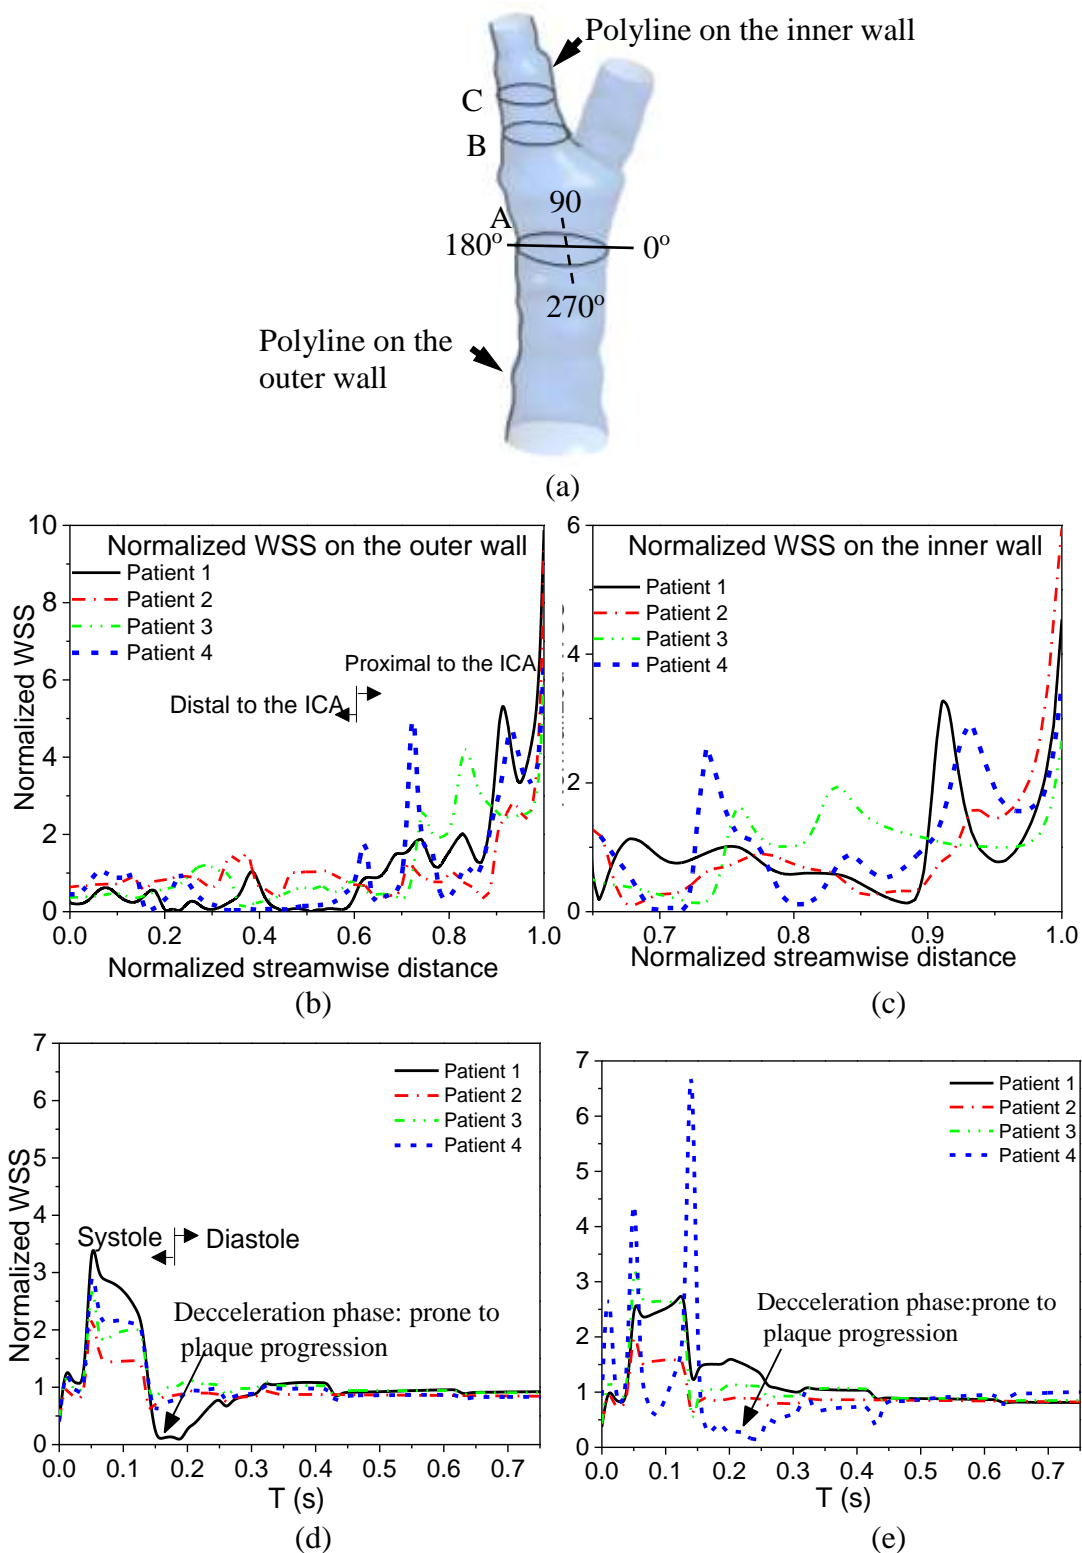 Polyline on the inner wall
C
B
A
90
180º
0º
270º
Polyline on the
outer wall
(a)
10
8
6
4
2
0
Normalized WSS
Normalized WSS on the outer wall
Patient 1
Patient 2
Patient 3
Patient 4
Proximal to the ICA
Distal to the ICA
0.0 0.2 0.4 0.6 0.8 1.0
Normalized streamwise distance
(b)
6
4
2
0
Normalized WSS on the inner wall
Patient 1
Patient 2
Patient 3
Patient 4
0.7 0.8 0.9 1.0
Normalized streamwise distance
(c)
7
6
5
4
3
2
1
0
Normalized WSS
Patient 1
Patient 2
Patient 3
Patient 4
Systole
Diastole
Decceleration phase: prone to
plaque progression
0.0 0.1 0.2 0.3 0.4 0.5 0.6 0.7
T (s)
(d)
7
6
5
4
3
2
1
0
Patient 1
Patient 2
Patient 3
Patient 4
Decceleration phase:prone to
plaque progression
0.0 0.1 0.2 0.3 0.4 0.5 0.6 0.7
T (s)
(e)